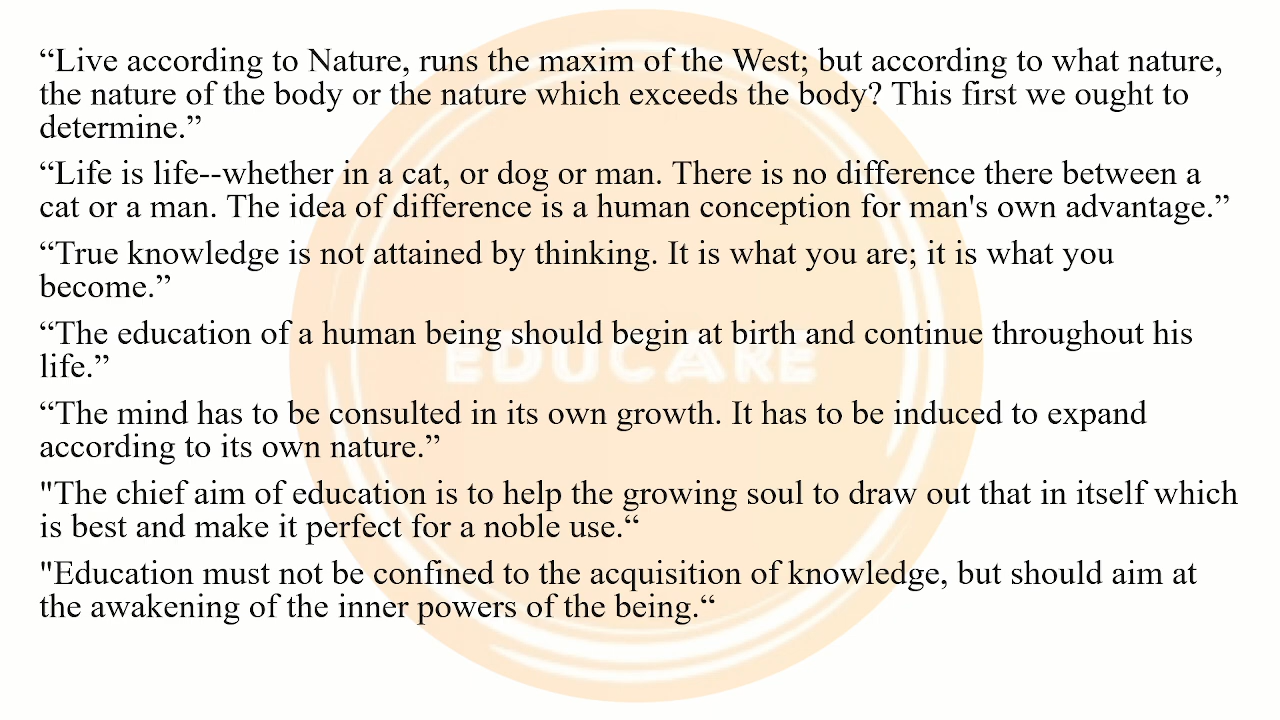 “Live according to Nature, runs the maxim of the West; but according to what nature,
the nature of the body or the nature which exceeds the body? This first we ought to
determine.”
“Life is life--whether in a cat, or dog or man. There is no difference there between a
cat or a man. The idea of difference is a human conception for man's own advantage.”
“True knowledge is not attained by thinking. It is what you are; it is what you
become.”
“The education of a human being should begin at birth and continue throughout his
life.”
EDUCARE
“The mind has to be consulted in its own growth. It has to be induced to expand
according to its own nature.”
"The chief aim of education is to help the growing soul to draw out that in itself which
is best and make it perfect for a noble use.“
"Education must not be confined to the acquisition of knowledge, but should aim at
the awakening of the inner powers of the being.“